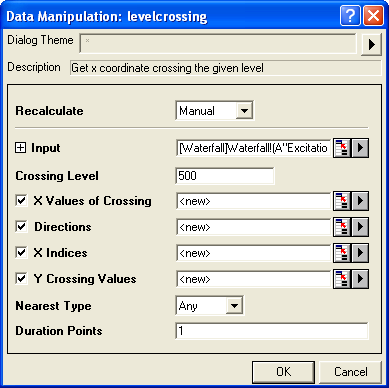 Data Manipulation: levelcrossing
Dialog Theme *
Description Get x coordinate crossing the given level
Recalculate Manual
Input [Waterfall]Waterfall!(A"Excitatio
Crossing Level 500
X Values of Crossing <new>
Directions <new>
X Indices <new>
Y Crossing Values <new>
Nearest Type Any
Duration Points 1
OK Cancel